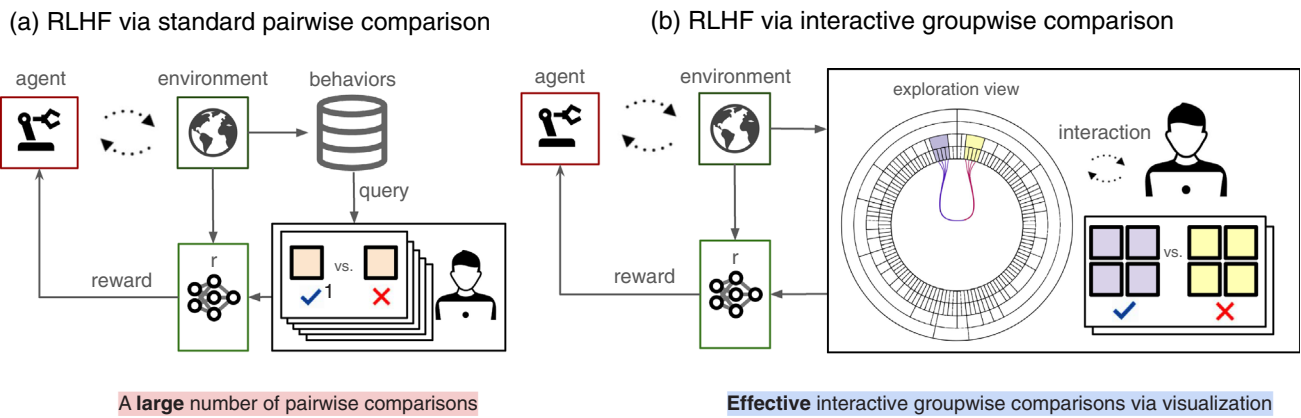 (a) RLHF via standard pairwise comparison
agent
environment
behaviors
query
r
reward
vs.
1
A large number of pairwise comparisons
(b) RLHF via interactive groupwise comparison
agent
environment
exploration view
interaction
r
reward
vs.
Effective interactive groupwise comparisons via visualization